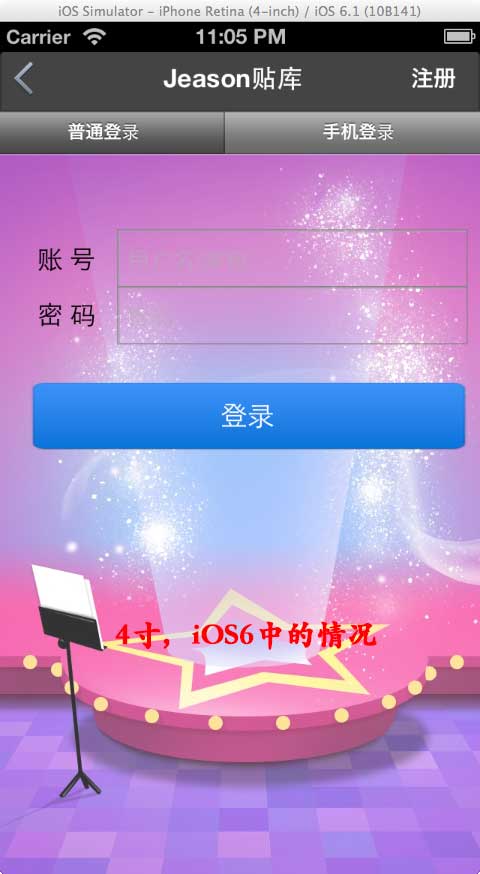 iOS Simulator – iPhone Retina (4-inch) / iOS 6.1 (10B141)
Carrier 11:05 PM
Jeason贴库 注册
普通登录 手机登录
账 号
密 码
登录
4寸，iOS6中的情况